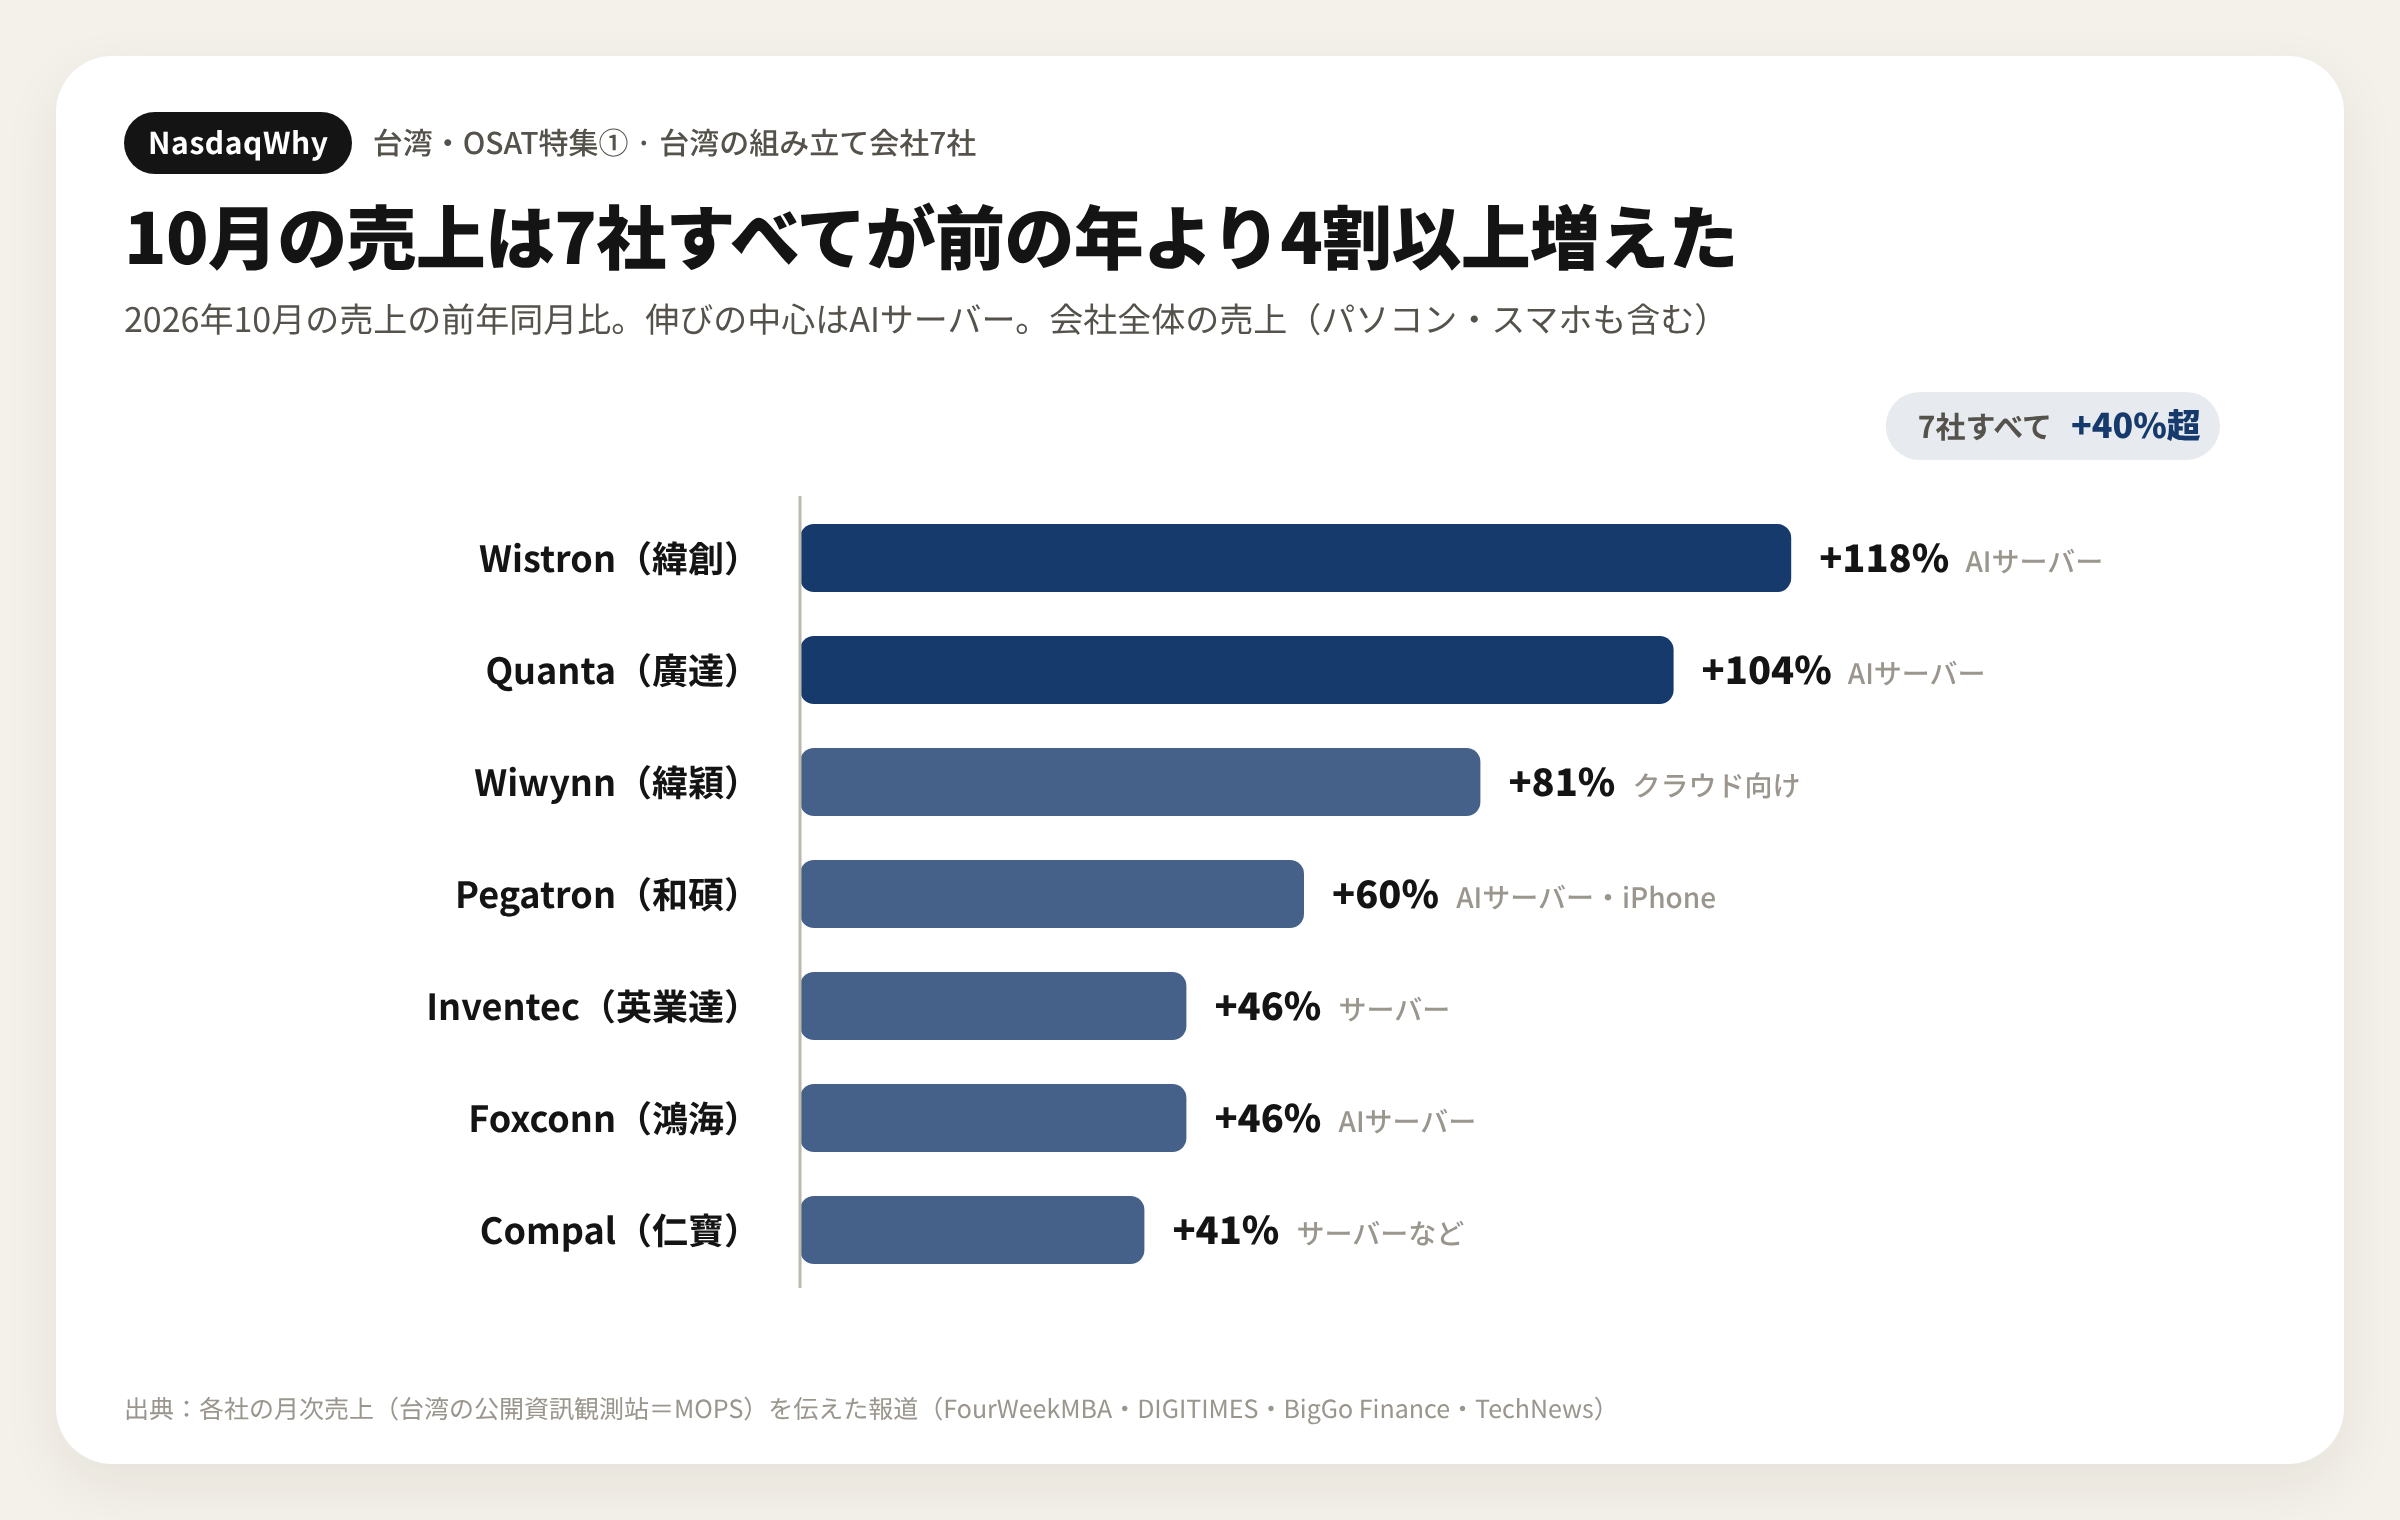 NasdaqWhy 台湾・OSAT特集① · 台湾の組み立て会社7社
10月の売上は7社すべてが前の年より4割以上増えた
2026年10月の売上の前年同月比。伸びの中心はAIサーバー。会社全体の売上（パソコン・スマホも含む）
7社すべて +40%超
Wistron（緯創） +118% AIサーバー
Quanta（廣達） +104% AIサーバー
Wiwynn（緯穎） +81% クラウド向け
Pegatron（和碩） +60% AIサーバー・iPhone
Inventec（英業達） +46% サーバー
Foxconn（鴻海） +46% AIサーバー
Compal（仁寶） +41% サーバーなど
出典：各社の月次売上（台湾の公開資訊観測站＝MOPS）を伝えた報道（FourWeekMBA・DIGITIMES・BigGo Finance・TechNews）